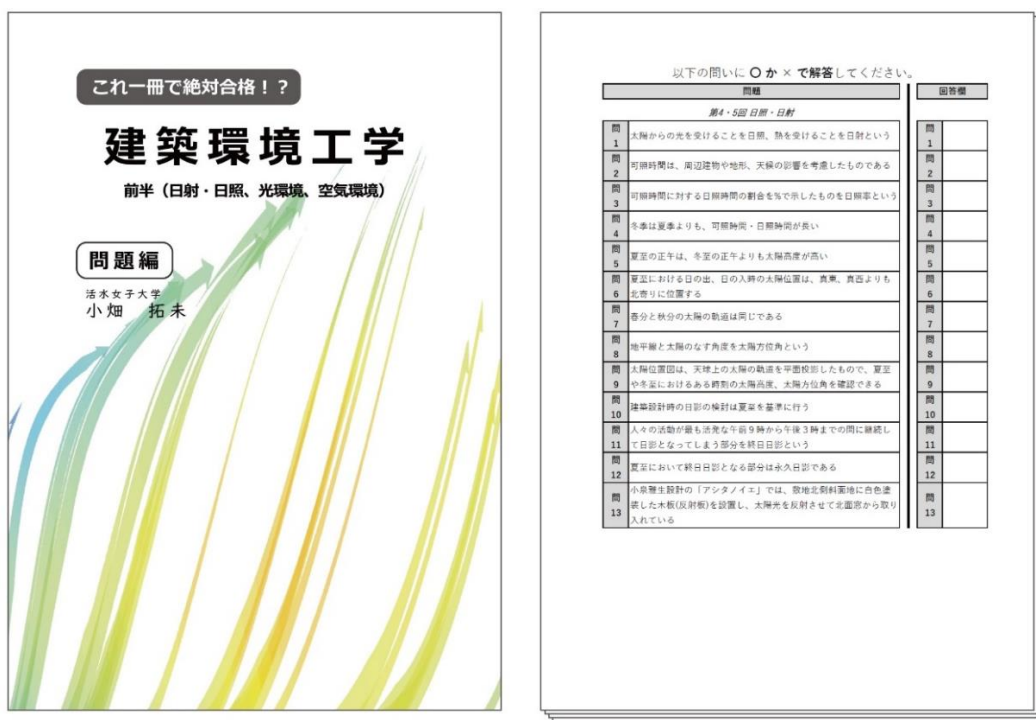 これ一冊で絶対合格！？
建築環境工学
前半（日射・日照、光環境、空気環境）
問題編
活水女子大学
小畑　拓未
以下の問いに 〇 か × で解答してください。
問題
回答欄
第4・5回 日照・日射
問
1
太陽からの光を受けることを日照、熱を受けることを日射という
問
1
問
2
可照時間は、周辺建物や地形、天候の影響を考慮したものである
問
2
問
3
可照時間に対する日照時間の割合を%で示したものを日照率という
問
3
問
4
冬季は夏季よりも、可照時間・日照時間が長い
問
4
問
5
夏至の正午は、冬至の正午よりも太陽高度が高い
問
5
問
6
夏至における日の出、日の入時の太陽位置は、真東、真西よりも
北寄りに位置する
問
6
問
7
春分と秋分の太陽の軌道は同じである
問
7
問
8
地平線と太陽のなす角度を太陽方位角という
問
8
問
9
太陽位置図は、天球上の太陽の軌道を平面投影したもので、夏至
や冬至におけるある時刻の太陽高度、太陽方位角を確認できる
問
9
問
10
建築設計時の日影の検討は夏至を基準に行う
問
10
問
11
人々の活動が最も活発な午前９時から午後３時までの間に継続し
て日影となってしまう部分を終日日影という
問
11
問
12
夏至において終日日影となる部分は永久日影である
問
12
問
13
小泉雅生設計の「アシタノイエ」では、敷地北側斜面地に白色塗
装した木板(反射板)を設置し、太陽光を反射させて北面窓から取り
入れている
問
13